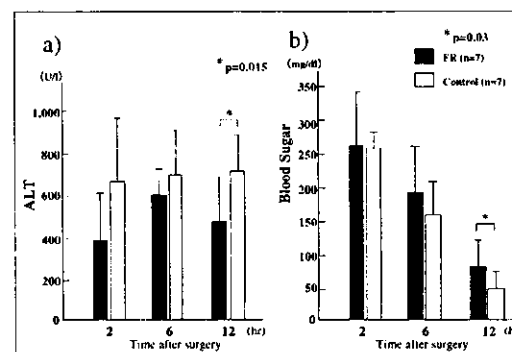 a)
(U/l)
* p=0.015
1,000
800
*
600
400
200
0
ALT
2 6 12 (hr)
Time after surgery
b)
(mg/dl)
* p=0.03
FR (n=7)
Control (n=7)
350
300
250
200
150
100
50
0
*
Blood Sugar
2 6 12 (h
Time after surgery